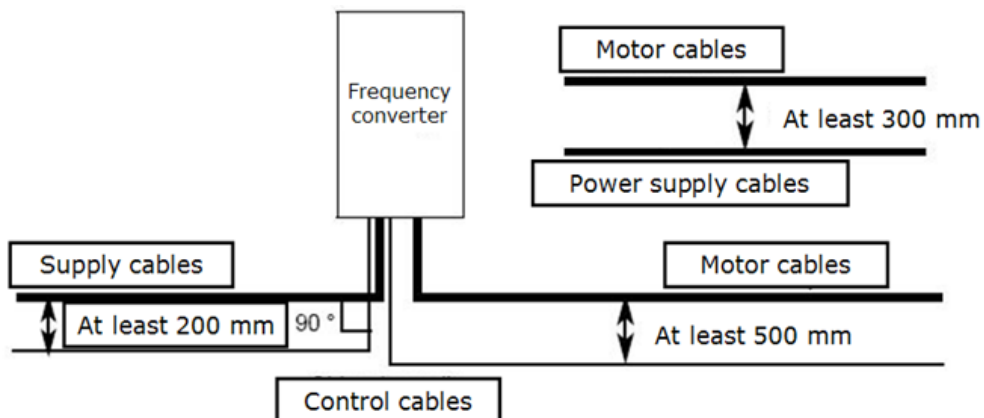 Frequency
converter
Motor cables
At least 300 mm
Power supply cables
Supply cables
Motor cables
At least 200 mm
90 °
At least 500 mm
Control cables